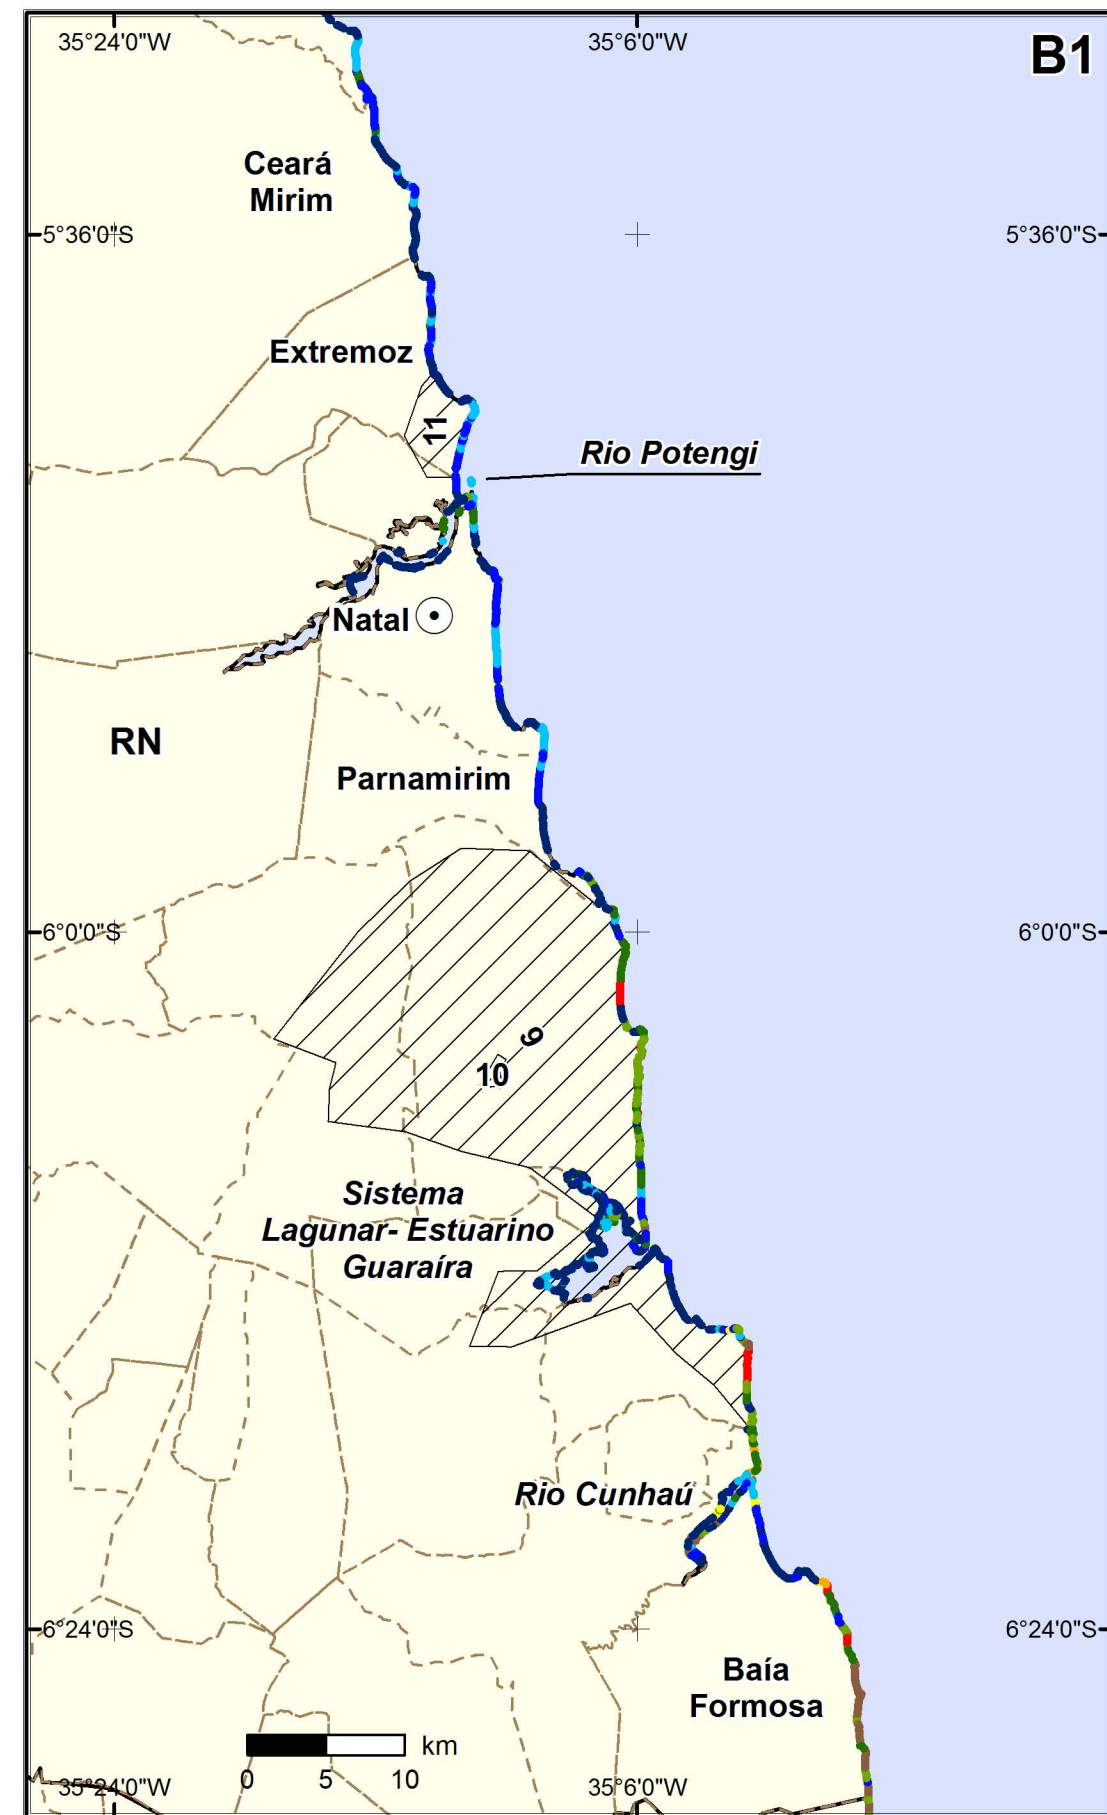 35°24'0"W
35°6'0"W
B1
Ceará
Mirim
5°36'0"S
5°36'0"S
Extremoz
11
Rio Potengi
Natal
RN
Parnamirim
6°0'0"S
6°0'0"S
9
10
Sistema
Lagunar- Estuarino
Guaraíra
Rio Cunhaú
6°24'0"S
6°24'0"S
Baía
Formosa
km
0 5 10
35°24'0"W
35°6'0"W